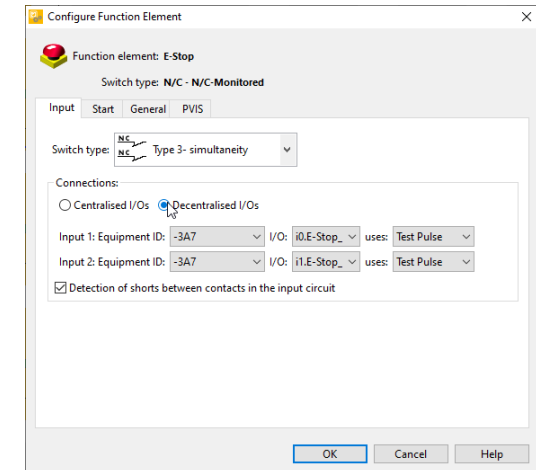 Configure Function Element
Function element: E-Stop
Switch type: N/C - N/C-Monitored
Input Start General PVIS
Switch type: NC NC Type 3- simultaneity
Connections:
Centralised I/Os Decentralised I/Os
Input 1: Equipment ID: -3A7 I/O: i0.E-Stop_ uses: Test Pulse
Input 2: Equipment ID: -3A7 I/O: i1.E-Stop_ uses: Test Pulse
Detection of shorts between contacts in the input circuit
OK Cancel Help